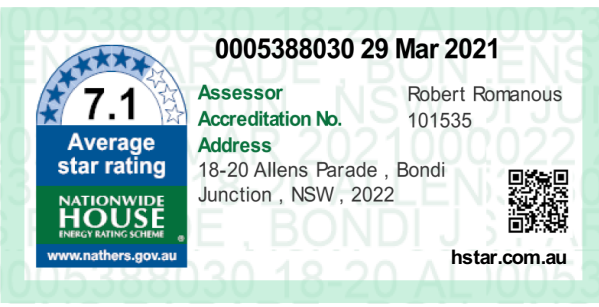 0005388030 29 Mar 2021
7.1
Average
star rating
NATIONWIDE
HOUSE
ENERGY RATING SCHEME
®
www.nathers.gov.au
Assessor Robert Romanous
Accreditation No. 101535
Address
18-20 Allens Parade , Bondi
Junction , NSW , 2022
hstar.com.au